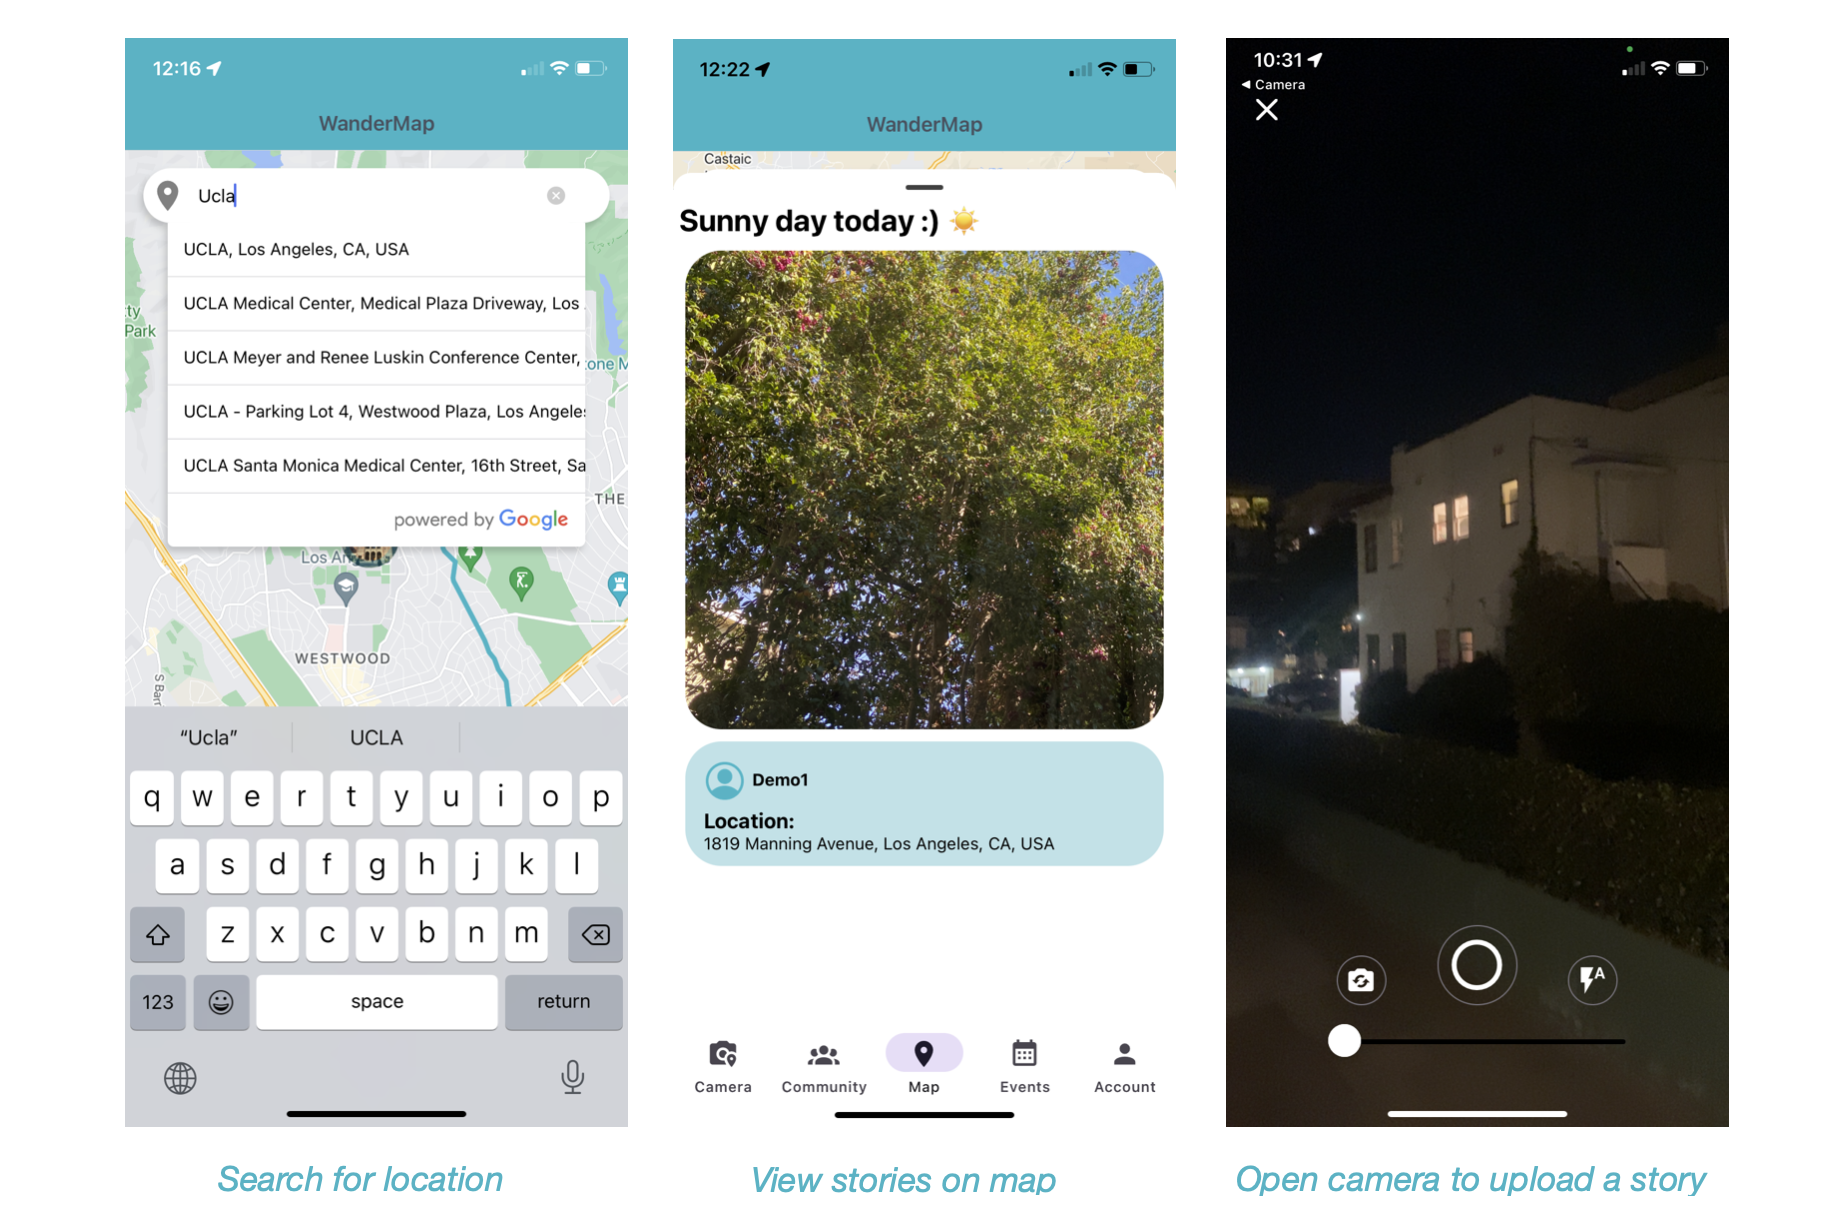 12:16
WanderMap
Ucla
UCLA, Los Angeles, CA, USA
UCLA Medical Center, Medical Plaza Driveway, Los
UCLA Meyer and Renee Luskin Conference Center,
UCLA - Parking Lot 4, Westwood Plaza, Los Angeles
UCLA Santa Monica Medical Center, 16th Street, Sa
powered by Google
ty
Park
one M
THE
Los An
WESTWOOD
S Bar
“Ucla”
UCLA
q w e r t y u i o p
a s d f g h j k l
z x c v b n m
123
space
return
Search for location
12:22
WanderMap
Castaic
Sunny day today :) ☀️
Demo1
Location:
1819 Manning Avenue, Los Angeles, CA, USA
Camera
Community
Map
Events
Account
View stories on map
10:31
◀ Camera
A
Open camera to upload a story